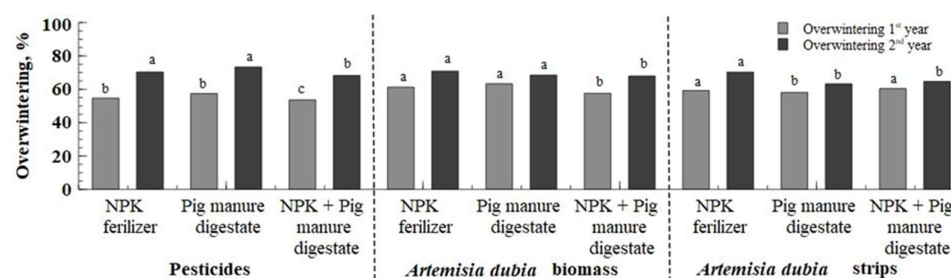 100
80
60
40
20
0
Overwintering, %
Overwintering 1st year
Overwintering 2nd year
b a b a c b
a a a a b b
a a b b a b
NPK ferilizer
Pig manure digestate
NPK + Pig manure digestate
NPK ferilizer
Pig manure digestate
NPK + Pig manure digestate
NPK ferilizer
Pig manure digestate
NPK + Pig manure digestate
Pesticides
Artemisia dubia biomass
Artemisia dubia strips